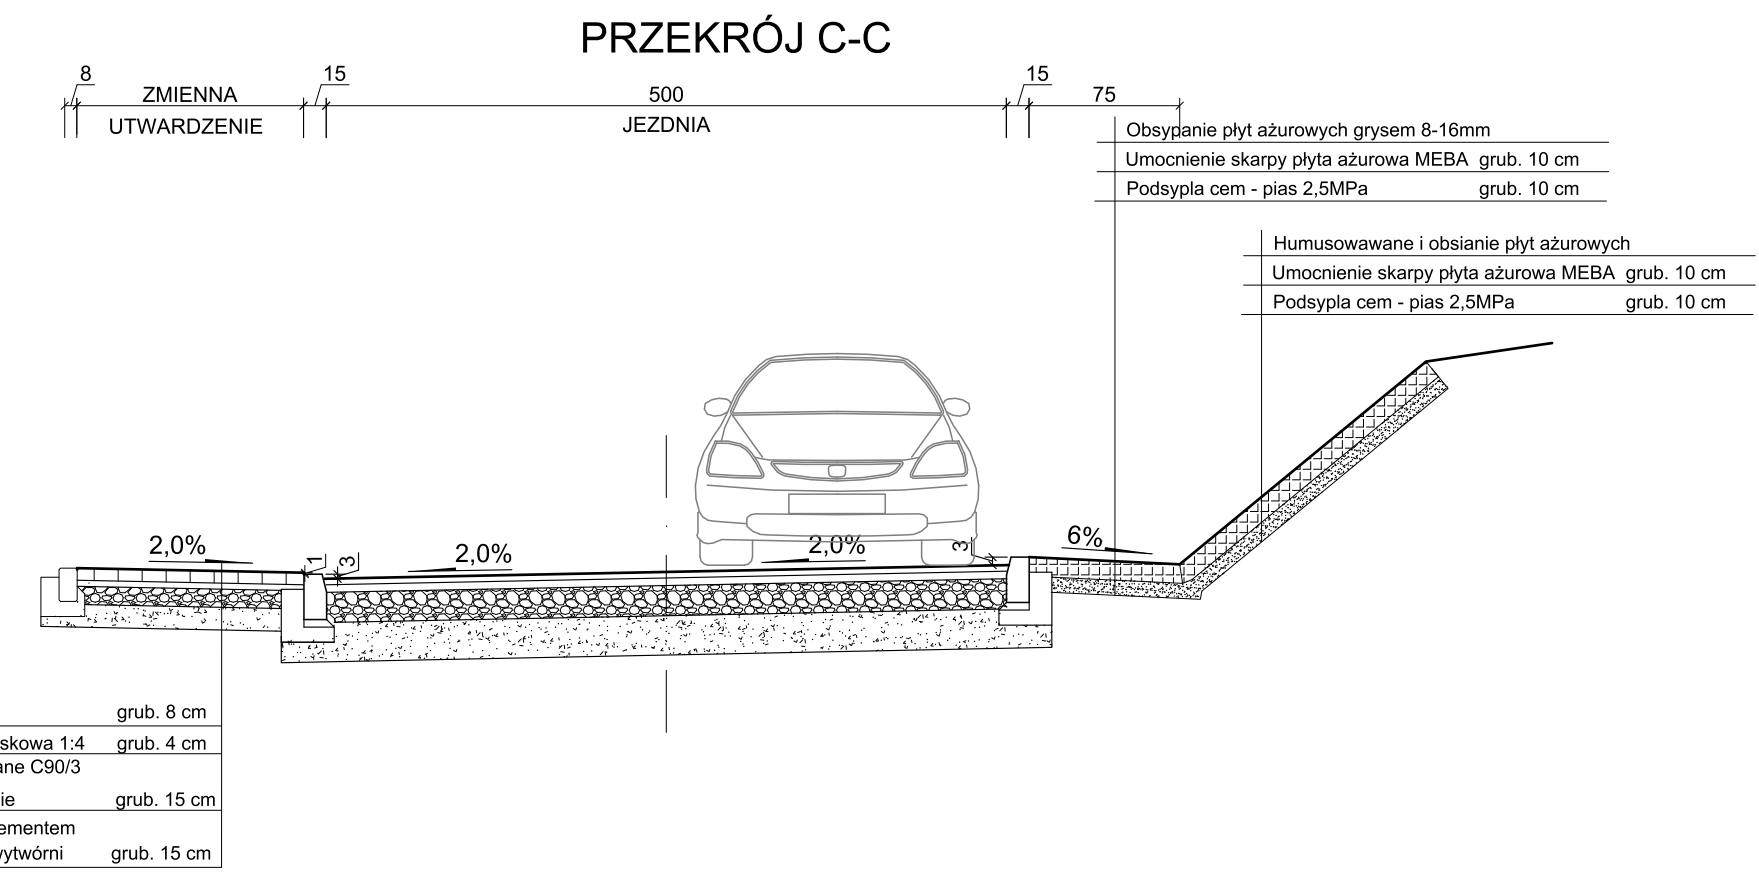 PRZEKRÓJ C-C
8
15
15
ZMIENNA
500
75
UTWARDZENIE
JEZDNIA
Obsypanie płyt ażurowych grysem 8-16mm
Umocnienie skarpy płyta ażurowa MEBA grub. 10 cm
Podsypla cem - pias 2,5MPa grub. 10 cm
Humusowawane i obsianie płyt ażurowych
Umocnienie skarpy płyta ażurowa MEBA grub. 10 cm
Podsypla cem - pias 2,5MPa grub. 10 cm
2,0%
1
3
2,0%
2,0%
3
6%
grub. 8 cm
skowa 1:4 grub. 4 cm
ane C90/3
ie grub. 15 cm
ementem
wytwórni grub. 15 cm